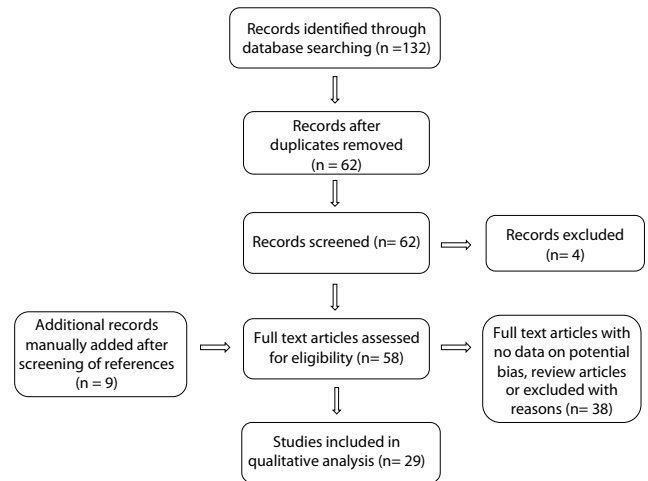 Records identified through
database searching (n =132)
Records after
duplicates removed
(n = 62)
Records screened (n= 62)
Records excluded
(n= 4)
Additional records
manually added after
screening of references
(n = 9)
Full text articles assessed
for eligibility (n= 58)
Full text articles with
no data on potential
bias, review articles
or excluded with
reasons (n= 38)
Studies included in
qualitative analysis (n= 29)